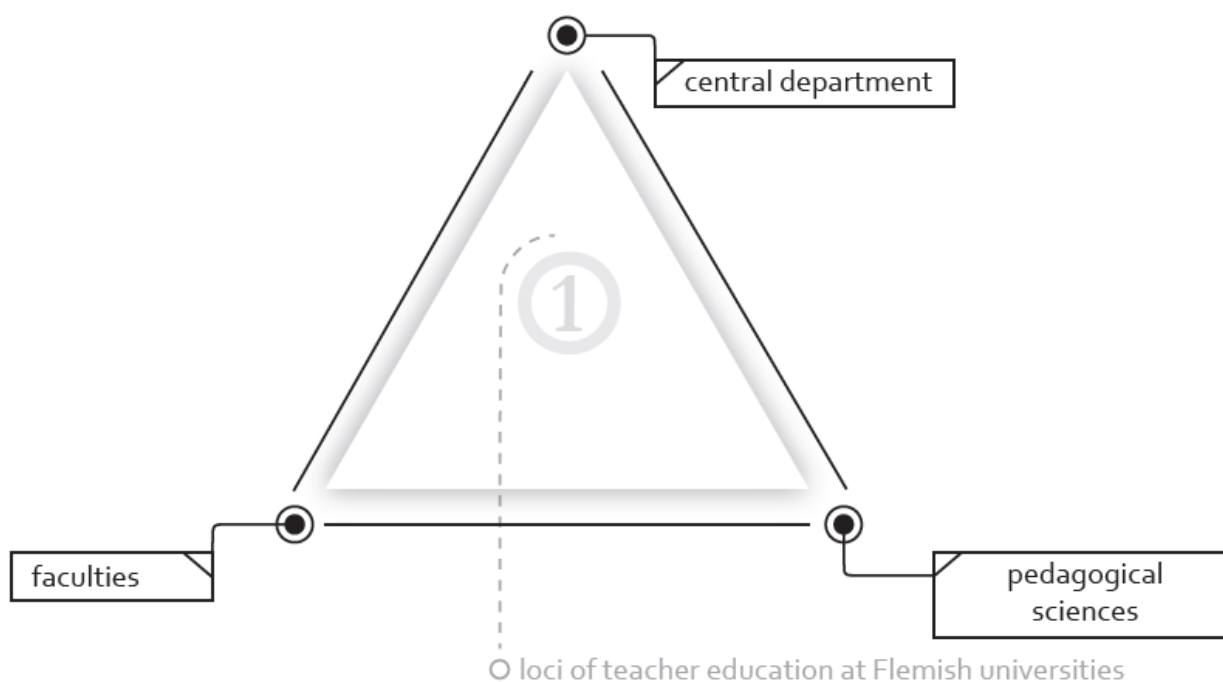 central department
1
faculties
pedagogical
sciences
loci of teacher education at Flemish universities